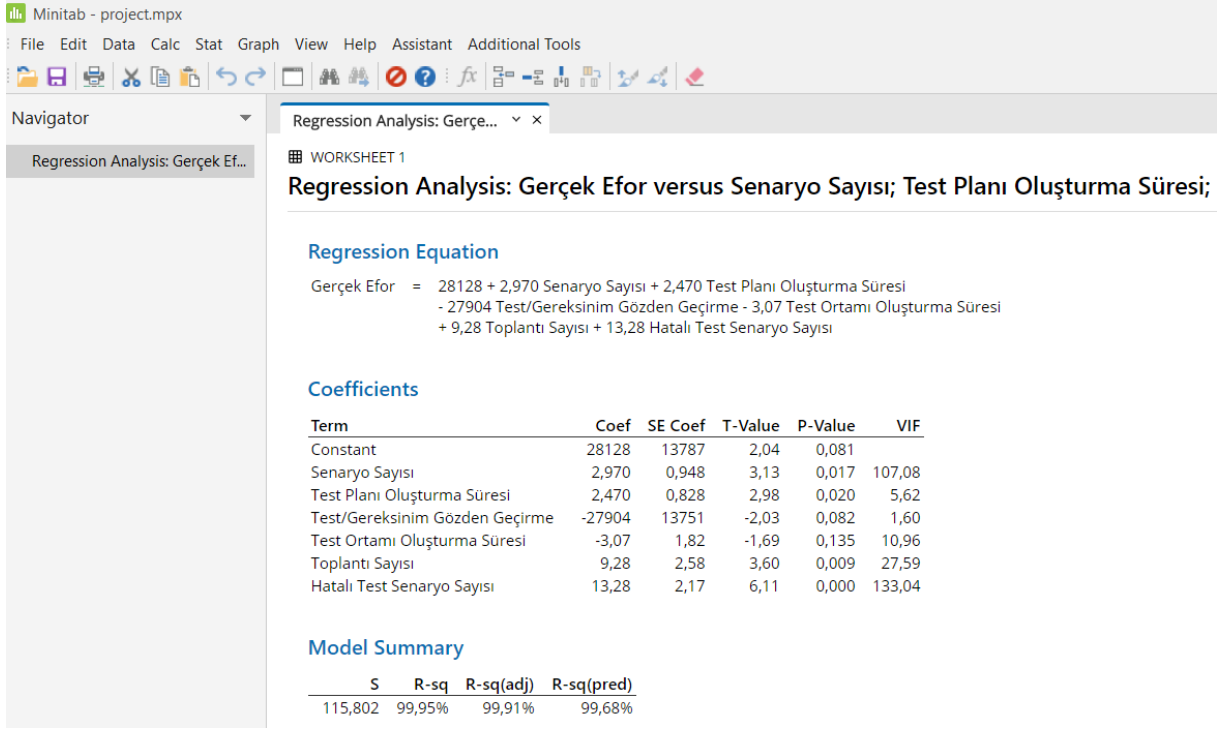 Minitab - project.mpx
File Edit Data Calc Stat Graph View Help Assistant Additional Tools
Navigator
Regression Analysis: Gerçe...
Regression Analysis: Gerçek Ef...
WORKSHEET 1
Regression Analysis: Gerçek Efor versus Senaryo Sayısı; Test Planı Oluşturma Süresi;
Regression Equation
Gerçek Efor = 28128 + 2,970 Senaryo Sayısı + 2,470 Test Planı Oluşturma Süresi
- 27904 Test/Gereksinim Gözden Geçirme - 3,07 Test Ortamı Oluşturma Süresi
+ 9,28 Toplantı Sayısı + 13,28 Hatalı Test Senaryo Sayısı
Coefficients
Term Coef SE Coef T-Value P-Value VIF
Constant 28128 13787 2,04 0,081
Senaryo Sayısı 2,970 0,948 3,13 0,017 107,08
Test Planı Oluşturma Süresi 2,470 0,828 2,98 0,020 5,62
Test/Gereksinim Gözden Geçirme -27904 13751 -2,03 0,082 1,60
Test Ortamı Oluşturma Süresi -3,07 1,82 -1,69 0,135 10,96
Toplantı Sayısı 9,28 2,58 3,60 0,009 27,59
Hatalı Test Senaryo Sayısı 13,28 2,17 6,11 0,000 133,04
Model Summary
S R-sq R-sq(adj) R-sq(pred)
115,802 99,95% 99,91% 99,68%